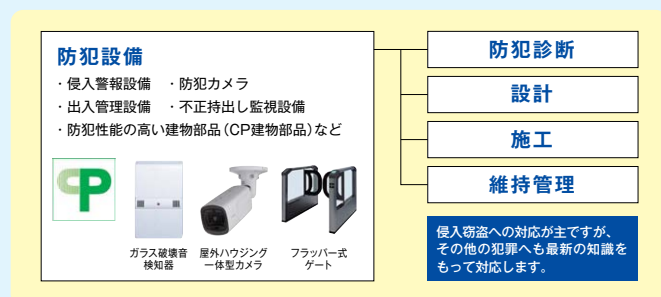 防犯設備
・侵入警報設備　・防犯カメラ
・出入管理設備　・不正持出し監視設備
・防犯性能の高い建物部品（CP建物部品）など
CP
ガラス破壊音
検知器
屋外ハウジング
一体型カメラ
フラッパー式
ゲート
防犯診断
設計
施工
維持管理
侵入窃盗への対応が主ですが、
その他の犯罪へも最新の知識を
もって対応します。